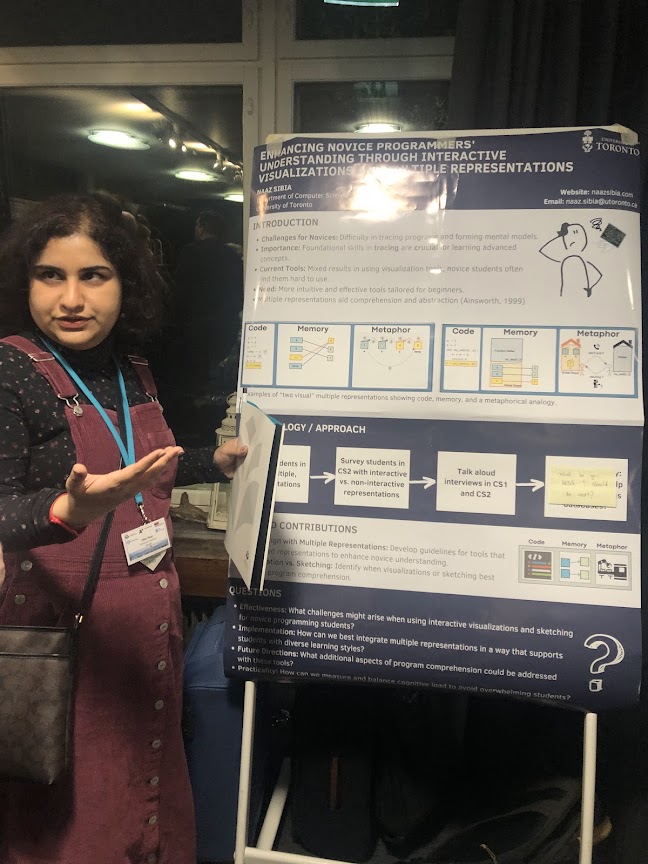 ENHANCING NOVICE PROGRAMMERS'
UNDERSTANDING THROUGH INTERACTIVE
VISUALIZATIONS MULTIPLE REPRESENTATIONS
NAAZ SIBIA
Department of Computer
University of Toronto
TORONTO
Website: naazsibia.com
Email: naaz.sibia@utoronto.ca
INTRODUCTION
• Challenges for Novices: Difficulty in tracing programs and forming mental models.
• Importance: Foundational skills in tracing are crucial for learning advanced
concepts.
• Current Tools: Mixed results in using visualization novice students often
find them hard to use.
• Need: More intuitive and effective tools tailored for beginners.
Multiple representations aid comprehension and abstraction (Ainsworth, 1999)
Code Memory Metaphor
Code Memory Metaphor
Examples of "two visual" multiple representations showing code, memory, and a metaphorical analogy.
LOGY / APPROACH
Survey students in
CS2 with interactive
vs. non-interactive
representations
Talk aloud
interviews in CS1
and CS2
CONTRIBUTIONS
sign with Multiple Representations: Develop guidelines for tools that
representations to enhance novice understanding.
vs. Sketching: Identify when visualizations or sketching best
program comprehension.
Code Memory Metaphor
QUESTIONS
• Effectiveness: What challenges might arise when using interactive visualizations and sketching
for novice programming students?
• Implementation: How can we best integrate multiple representations in a way that supports
students with diverse learning styles?
• Future Directions: What additional aspects of program comprehension could be addressed
with these tools?
• Practicality: How can we measure and balance cognitive load to avoid overwhelming students?
?